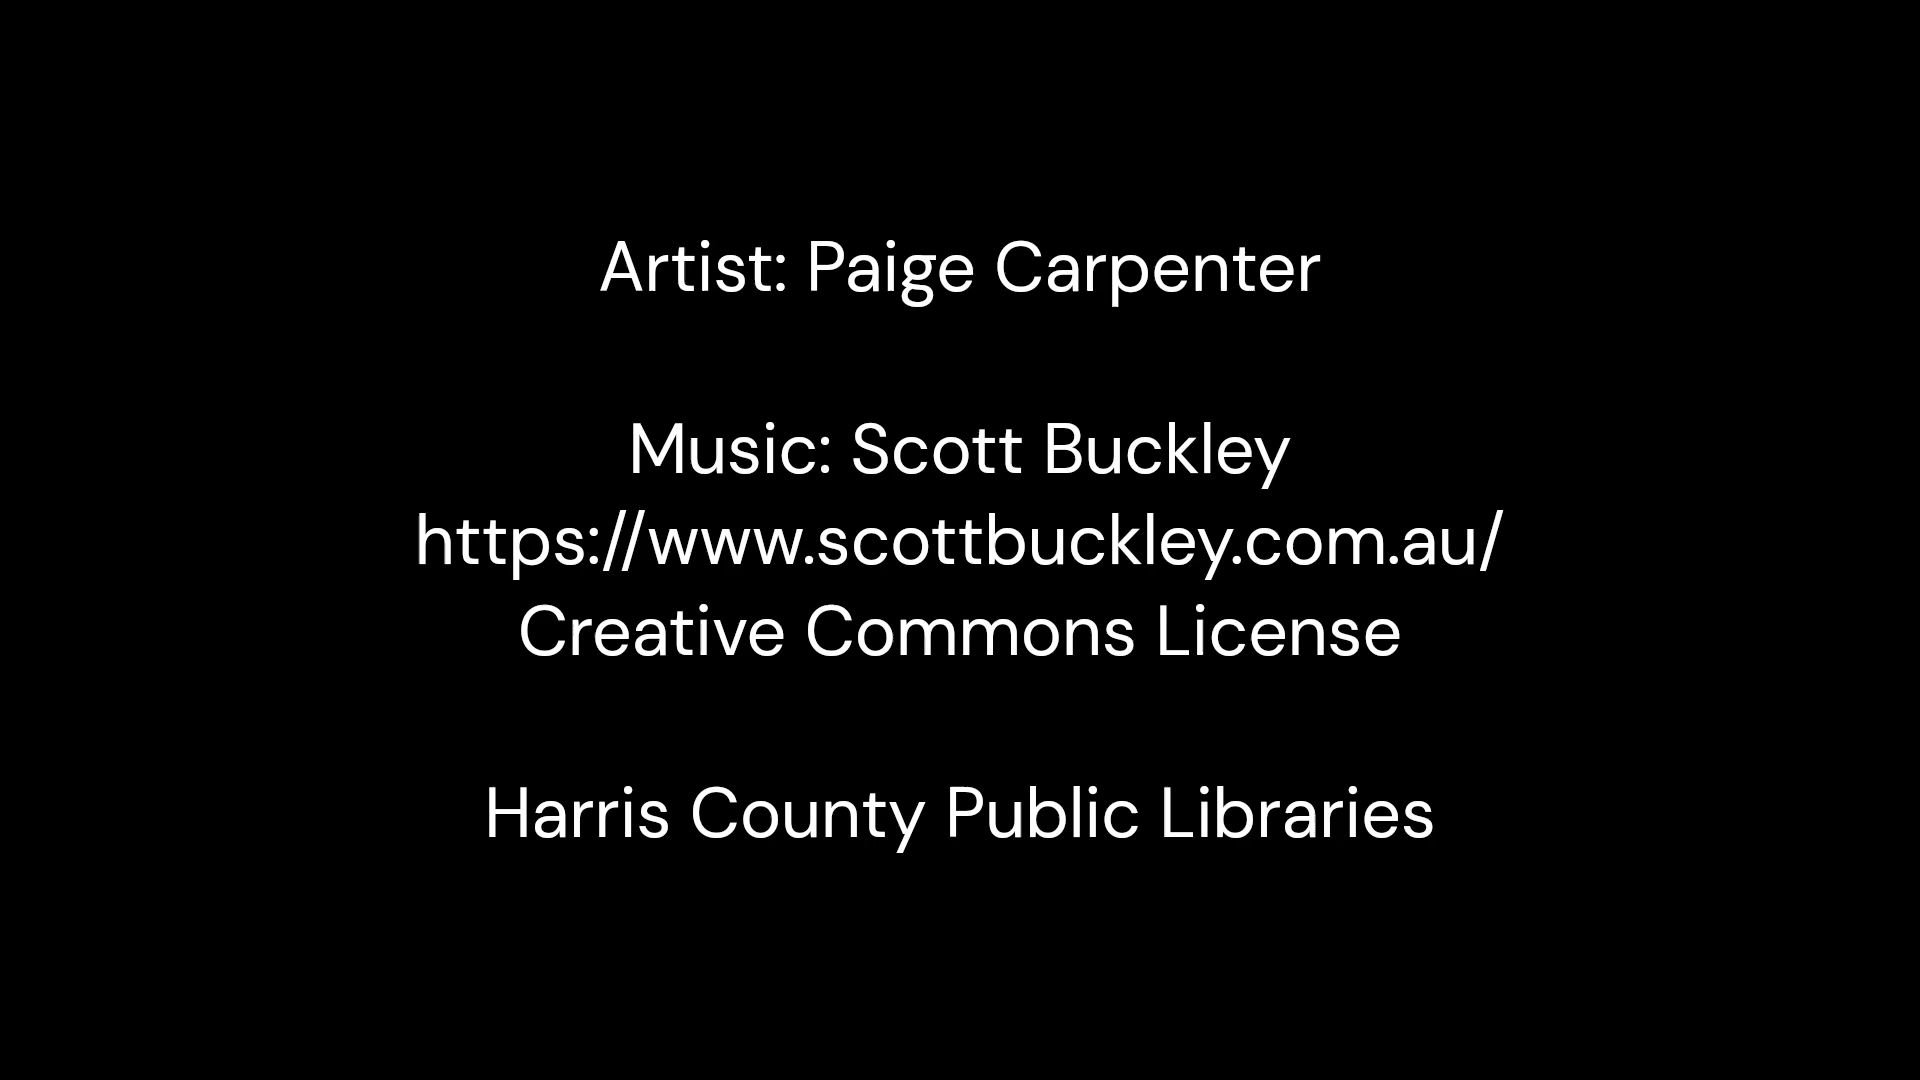 Artist: Paige Carpenter
Music: Scott Buckley
https://www.scottbuckley.com.au/
Creative Commons License
Harris County Public Libraries